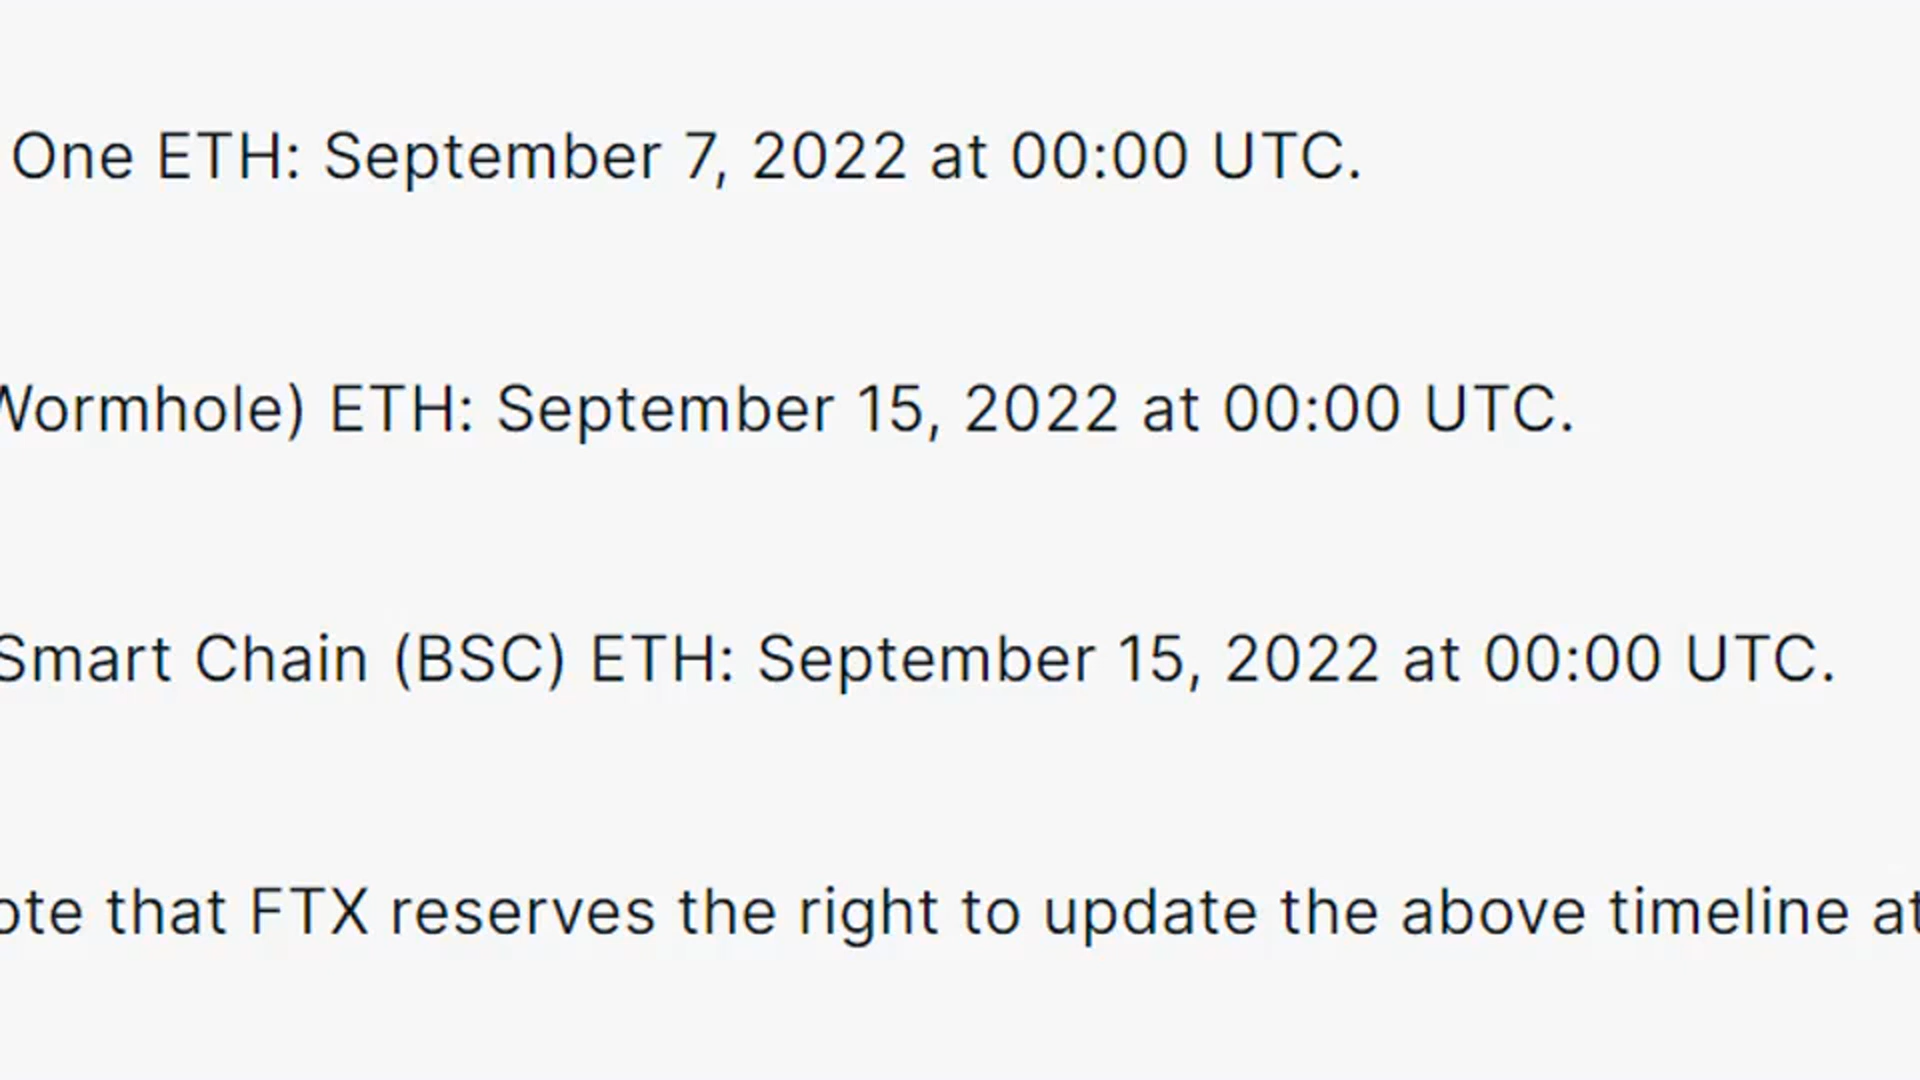 One ETH: September 7, 2022 at 00:00 UTC.
Wormhole) ETH: September 15, 2022 at 00:00 UTC.
Smart Chain (BSC) ETH: September 15, 2022 at 00:00 UTC.
ote that FTX reserves the right to update the above timeline at